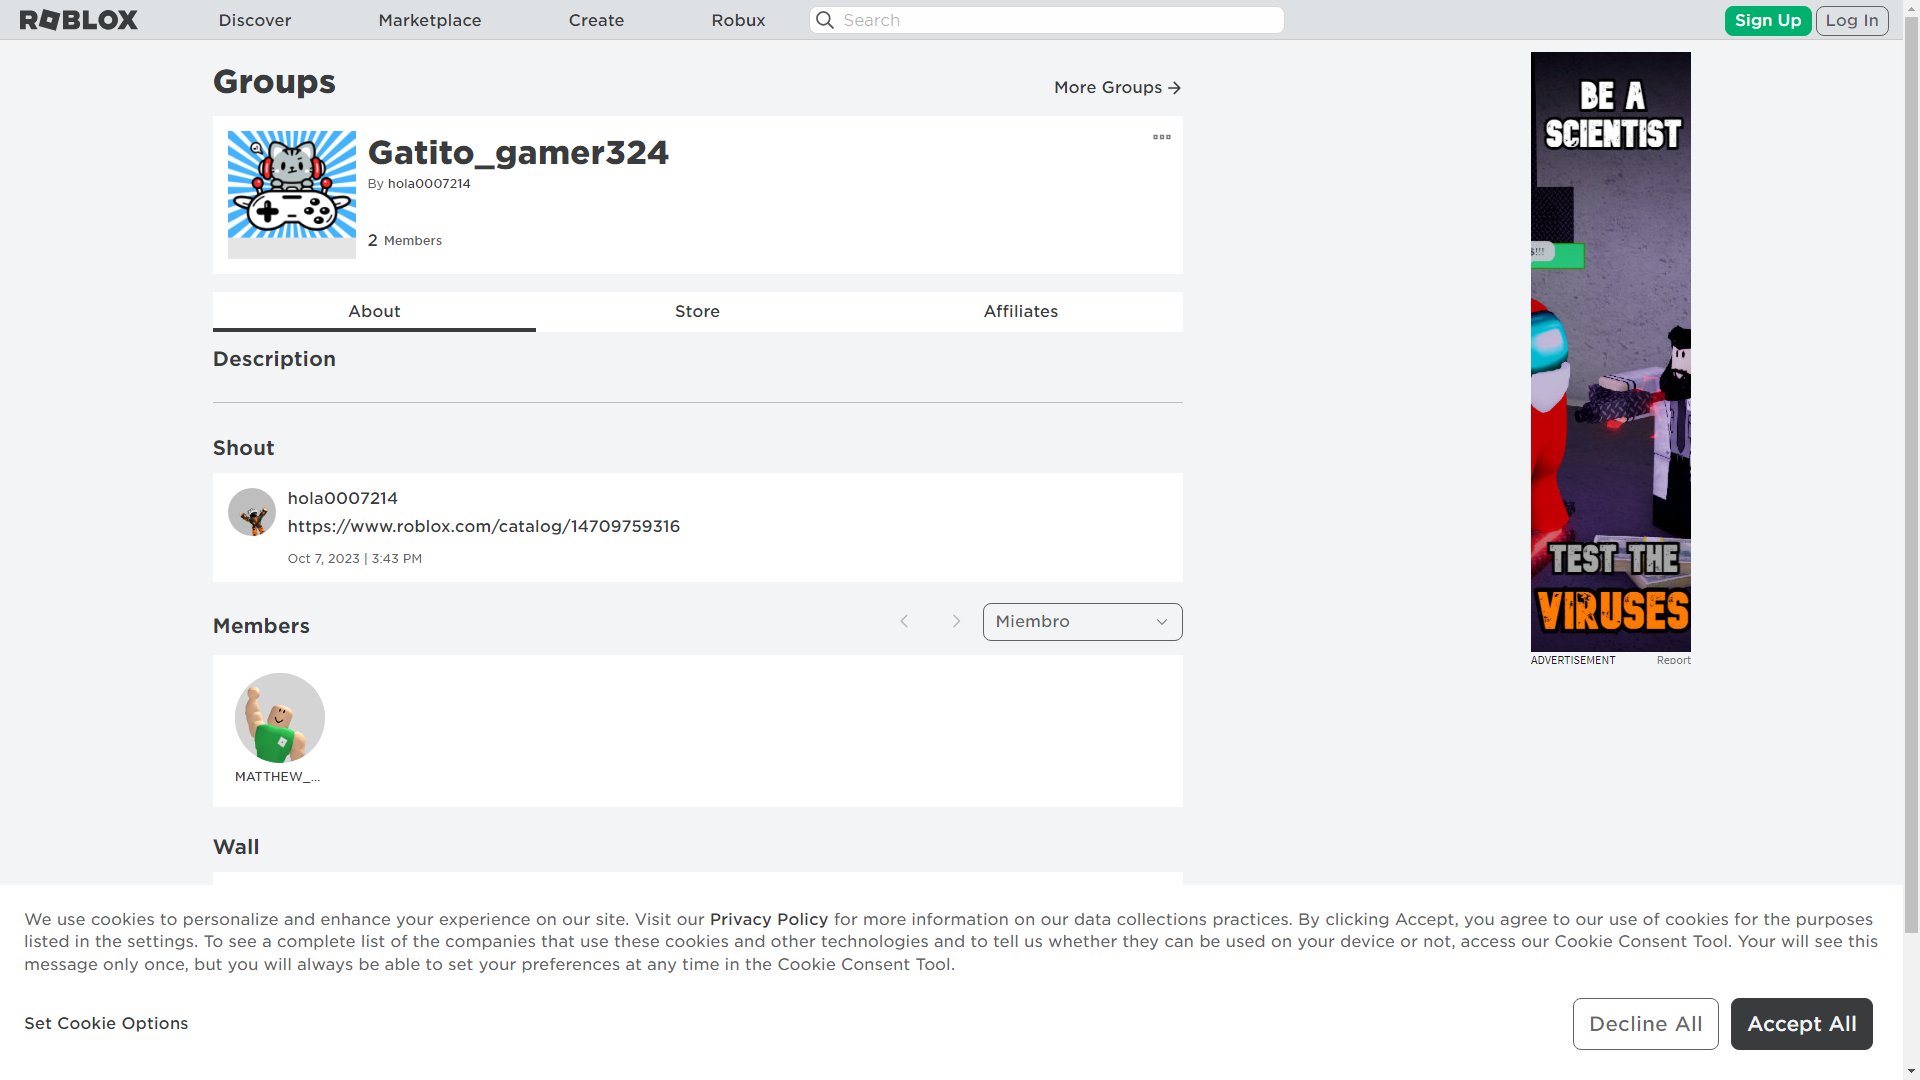 ROBLOX
Discover
Marketplace
Create
Robux
Search
Sign Up
Log In
Groups
More Groups
Gatito_gamer324
By hola0007214
2 Members
About
Store
Affiliates
Description
Shout
hola0007214
https://www.roblox.com/catalog/14709759316
Oct 7, 2023 | 3:43 PM
Members
Miembro
MATTHEW_...
Wall
BE A
SCIENTIST
TEST THE
VIRUSES
ADVERTISEMENT
Report
We use cookies to personalize and enhance your experience on our site. Visit our Privacy Policy for more information on our data collections practices. By clicking Accept, you agree to our use of cookies for the purposes
listed in the settings. To see a complete list of the companies that use these cookies and other technologies and to tell us whether they can be used on your device or not, access our Cookie Consent Tool. Your will see this
message only once, but you will always be able to set your preferences at any time in the Cookie Consent Tool.
Set Cookie Options
Decline All
Accept All